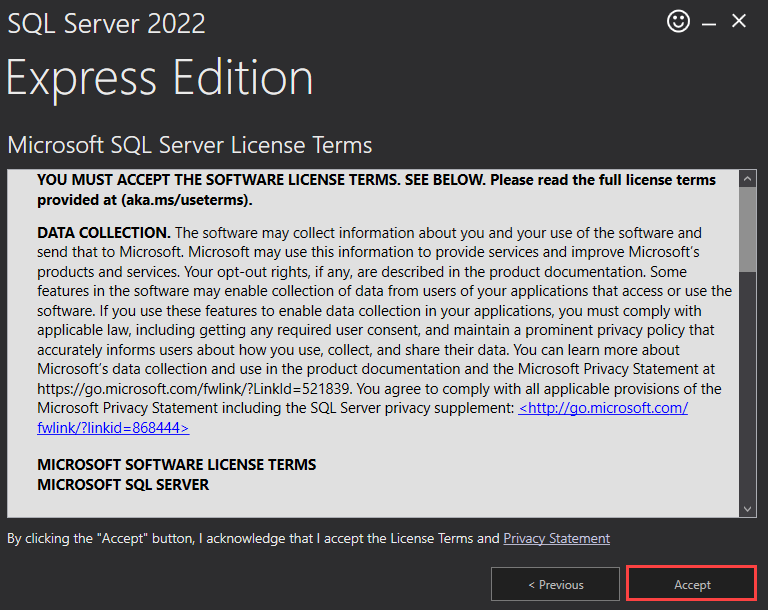 SQL Server 2022
Express Edition
Microsoft SQL Server License Terms
YOU MUST ACCEPT THE SOFTWARE LICENSE TERMS. SEE BELOW. Please read the full license terms
provided at (aka.ms/useterms).
DATA COLLECTION. The software may collect information about you and your use of the software and
send that to Microsoft. Microsoft may use this information to provide services and improve Microsoft's
products and services. Your opt-out rights, if any, are described in the product documentation. Some
features in the software may enable collection of data from users of your applications that access or use the
software. If you use these features to enable data collection in your applications, you must comply with
applicable law, including getting any required user consent, and maintain a prominent privacy policy that
accurately informs users about how you use, collect, and share their data. You can learn more about
Microsoft's data collection and use in the product documentation and the Microsoft Privacy Statement at
https://go.microsoft.com/fwlink/?LinkId=521839. You agree to comply with all applicable provisions of the
Microsoft Privacy Statement including the SQL Server privacy supplement: <http://go.microsoft.com/
fwlink/?linkid=868444>
MICROSOFT SOFTWARE LICENSE TERMS
MICROSOFT SQL SERVER
By clicking the "Accept" button, I acknowledge that I accept the License Terms and Privacy Statement
< Previous
Accept